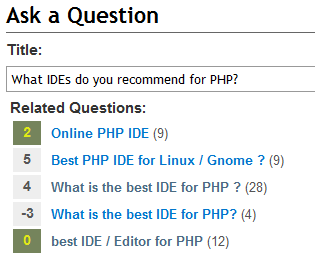 Ask a Question
Title:
What IDEs do you recommend for PHP?
Related Questions:
2 Online PHP IDE (9)
5 Best PHP IDE for Linux / Gnome ? (9)
4 What is the best IDE for PHP ? (28)
-3 What is the best IDE for PHP? (4)
0 best IDE / Editor for PHP (12)